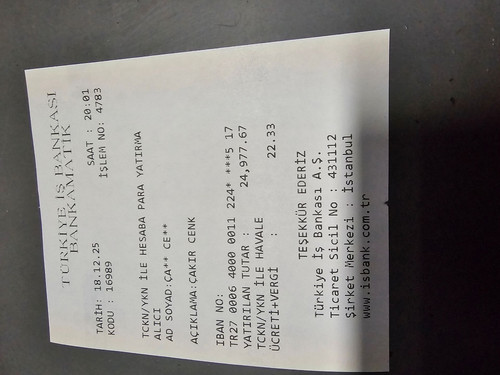 TÜRKİYE İŞ BANKASI
BANKAMATİK
TARİH: 18.12.25 SAAT : 20:01
KODU : 16989 İŞLEM NO: 4783
TCKN/YKN İLE HESABA PARA YATIRMA
ALICI
AD SOYAD:ÇA** CE**
AÇIKLAMA:ÇAKIR CENK
IBAN NO:
TR27 0006 4000 0011 224* ***5 17
YATIRILAN TUTAR : 24,977.67
TCKN/YKN İLE HAVALE
ÜCRETİ+VERGİ : 22.33
TEŞEKKÜR EDERİZ
Türkiye İş Bankası A.Ş.
Ticaret Sicil No : 431112
Şirket Merkezi : İstanbul
www.isbank.com.tr